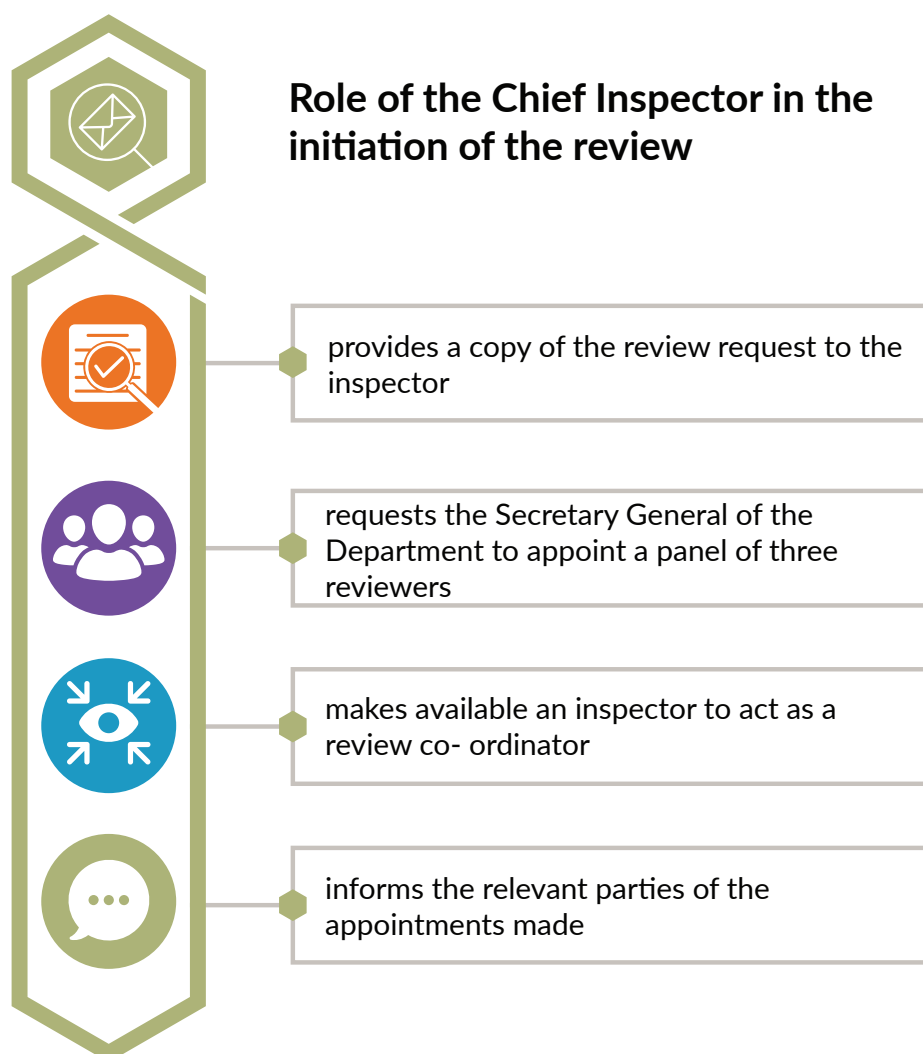 Role of the Chief Inspector in the
initiation of the review
provides a copy of the review request to the
inspector
requests the Secretary General of the
Department to appoint a panel of three
reviewers
makes available an inspector to act as a
review co- ordinator
informs the relevant parties of the
appointments made